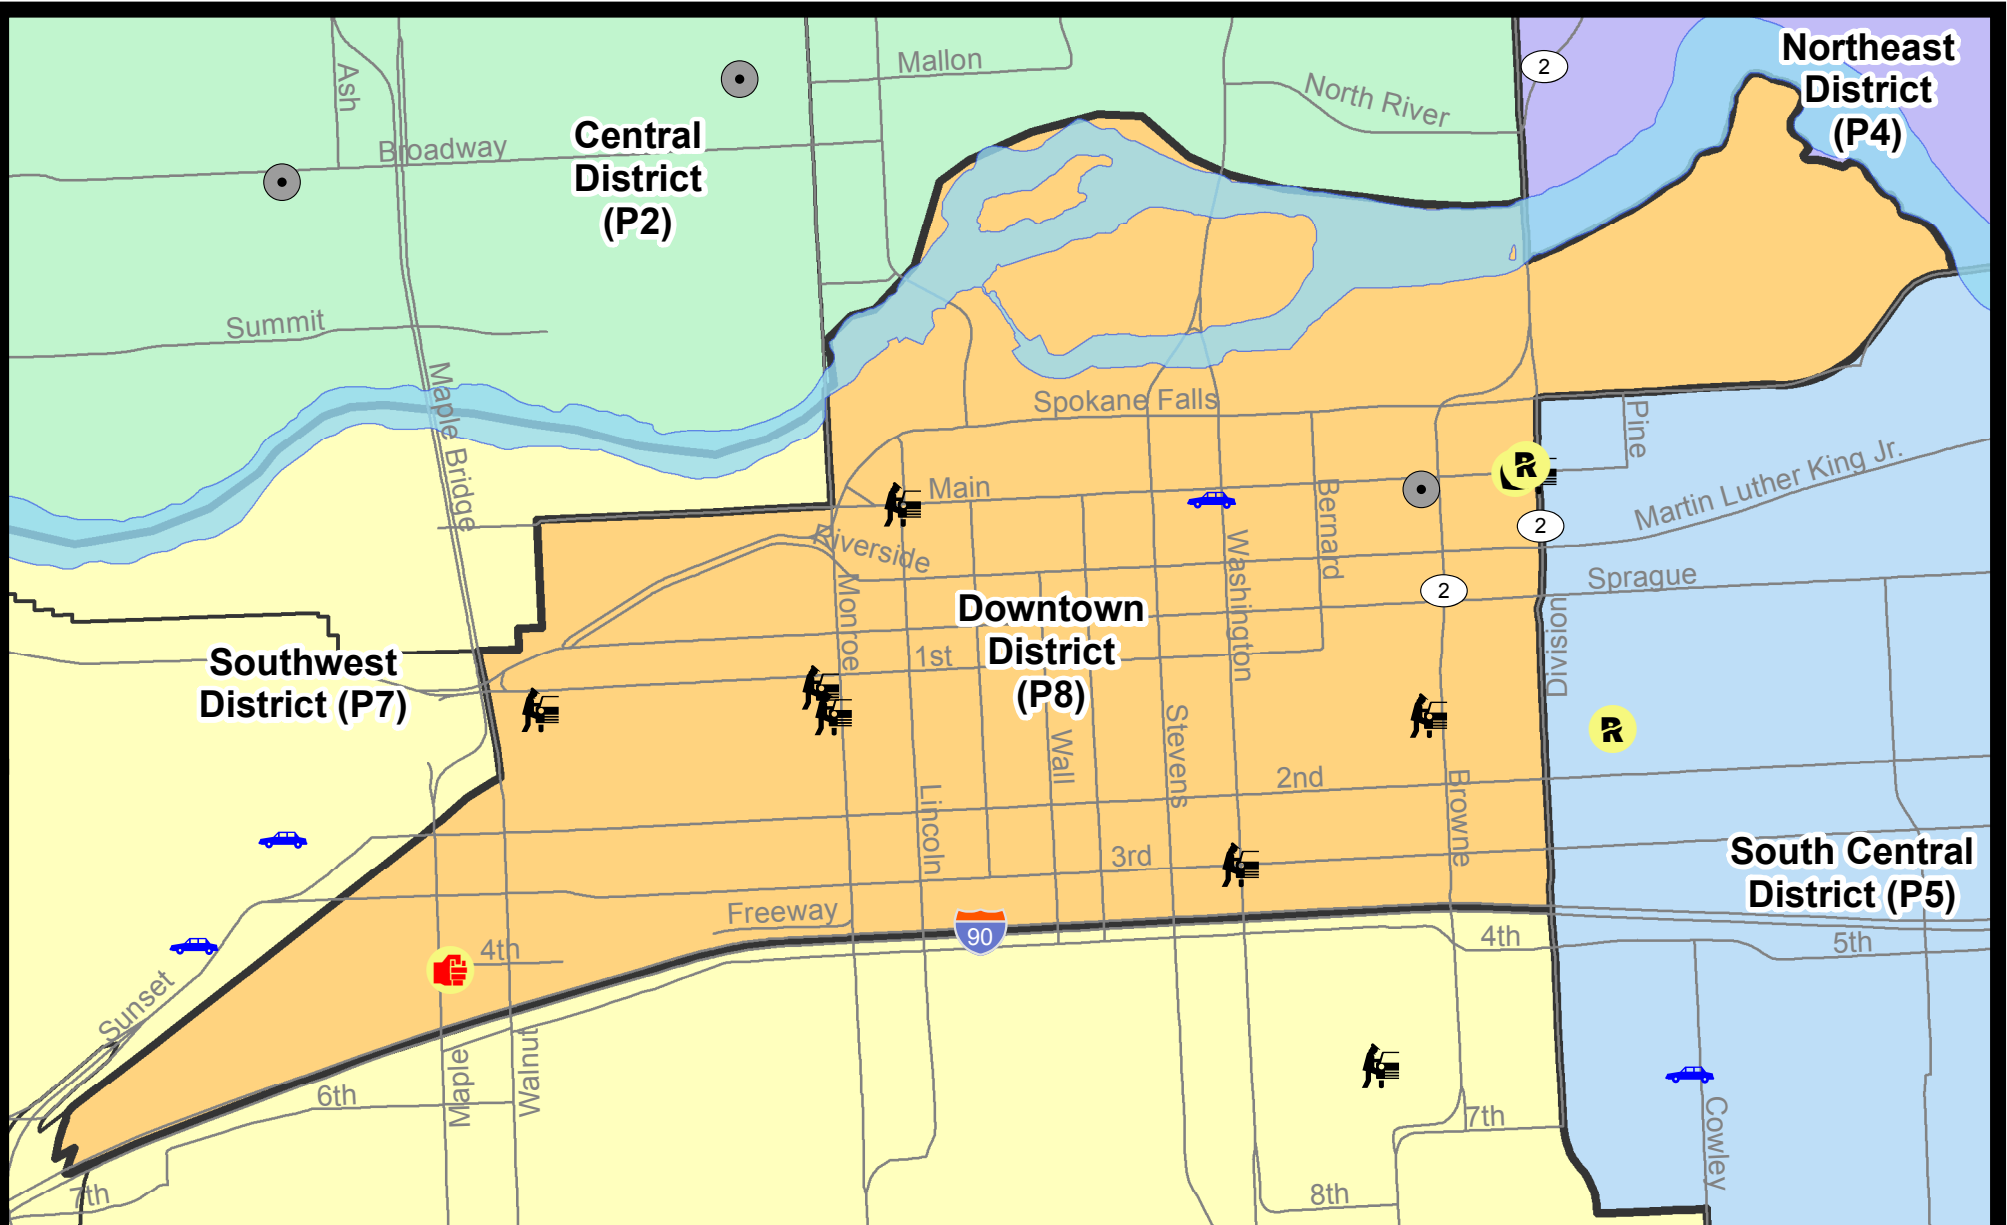 Northeast
District
(P4)
Mallon
2
Ash
North River
Central
District
(P2)
Broadway
Summit
Maple Bridge
Spokane Falls
Pine
R
Martin Luther King Jr.
Main
Bernard
2
Riverside
Washington
Sprague
2
Monroe
Downtown
District
(P8)
Division
1st
Southwest
District (P7)
R
Stevens
Wall
2nd
Browne
Lincoln
3rd
South Central
District (P5)
Freeway
90
4th
4th
5th
Sunset
Maple
Walnut
6th
7th
Cowley
7th
8th